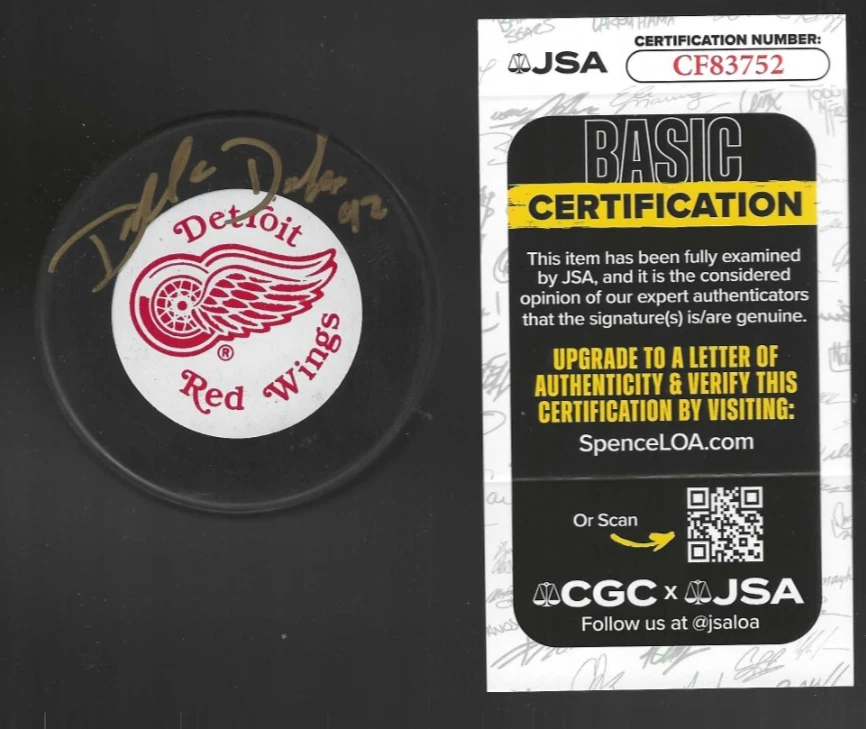 Detroit
Red Wings
®
92
JSA
CERTIFICATION NUMBER:
CF83752
BASIC
CERTIFICATION
This item has been fully examined
by JSA, and it is the considered
opinion of our expert authenticators
that the signature(s) is/are genuine.
UPGRADE TO A LETTER OF
AUTHENTICITY & VERIFY THIS
CERTIFICATION BY VISITING:
SpenceLOA.com
Or Scan
CGC x JSA
Follow us at @jsaloa